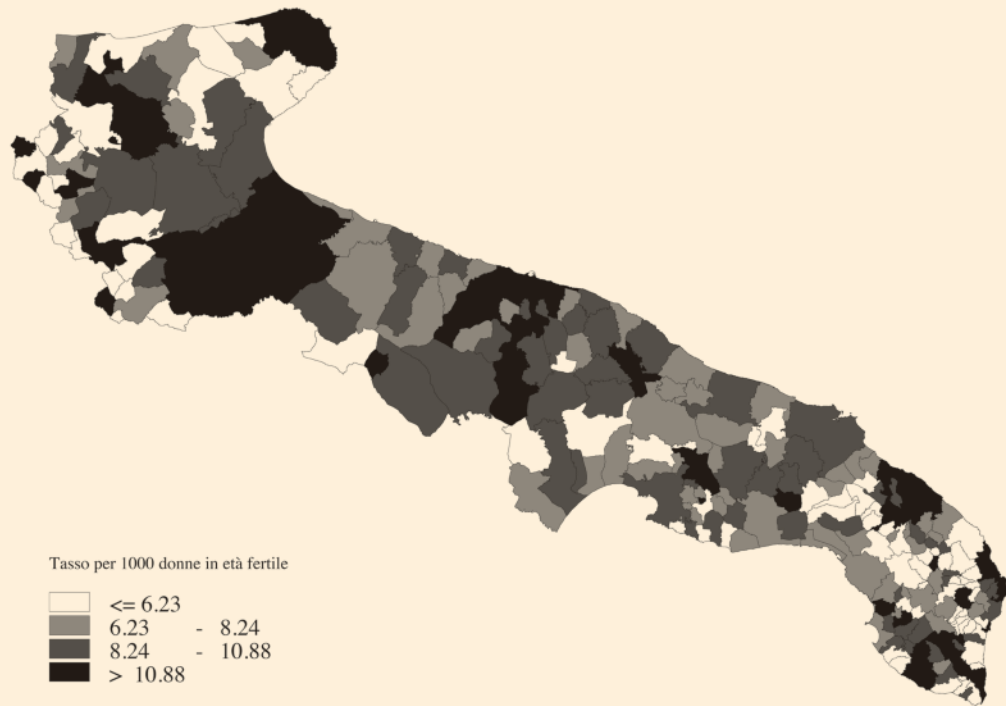 Tasso per 1000 donne in età fertile
<= 6.23
6.23 - 8.24
8.24 - 10.88
> 10.88